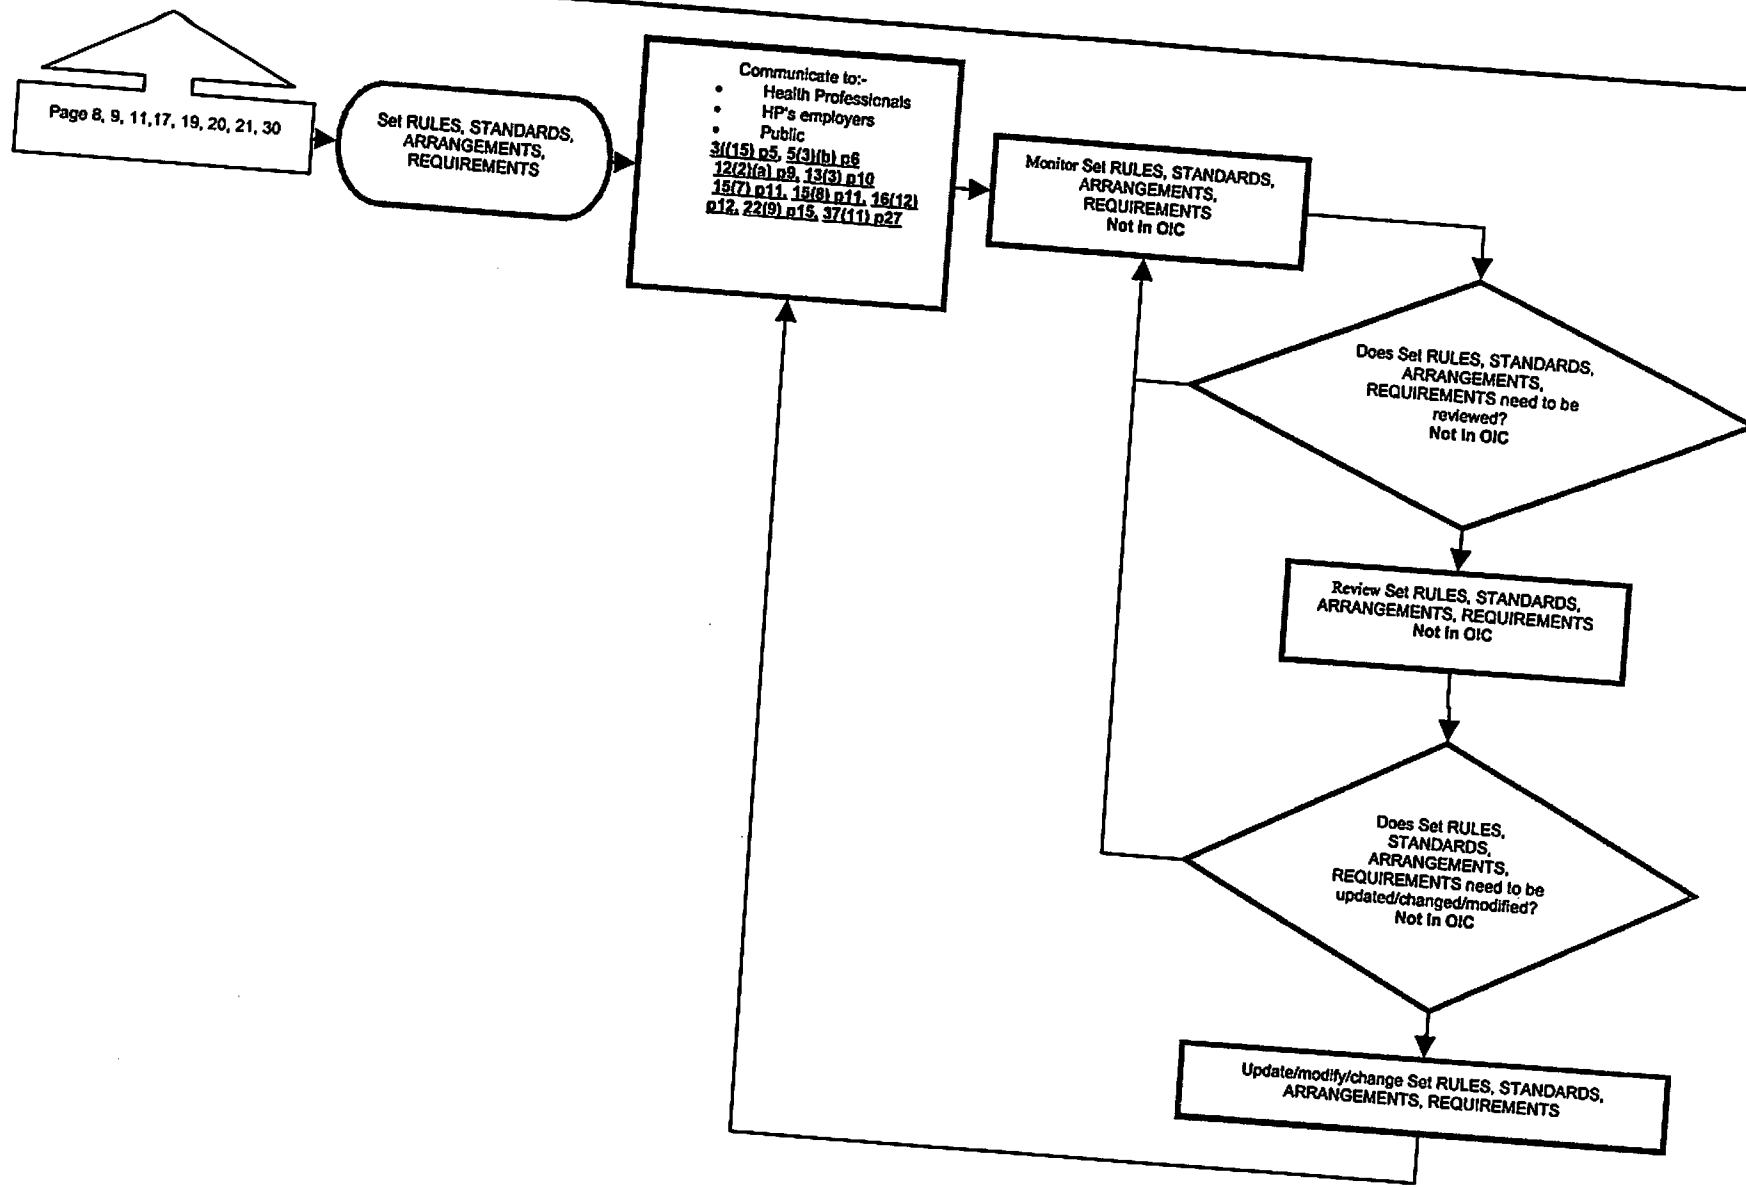 Page 8, 9, 11,17, 19, 20, 21, 30
Set RULES, STANDARDS,
ARRANGEMENTS,
REQUIREMENTS
Communicate to:-
• Health Professionals
• HP's employers
• Public
3((15) p5, 5(3)(b) p6
12(2)(a) p9, 13(3) p10
15(7) p11, 15(8) p11, 16(12)
p12, 22(9) p15, 37(11) p27
Monitor Set RULES, STANDARDS,
ARRANGEMENTS,
REQUIREMENTS
Not in OIC
Does Set RULES, STANDARDS,
ARRANGEMENTS,
REQUIREMENTS need to be
reviewed?
Not in OIC
Review Set RULES, STANDARDS,
ARRANGEMENTS, REQUIREMENTS
Not in OIC
Does Set RULES,
STANDARDS,
ARRANGEMENTS,
REQUIREMENTS need to be
updated/changed/modified?
Not in OIC
Update/modify/change Set RULES, STANDARDS,
ARRANGEMENTS, REQUIREMENTS